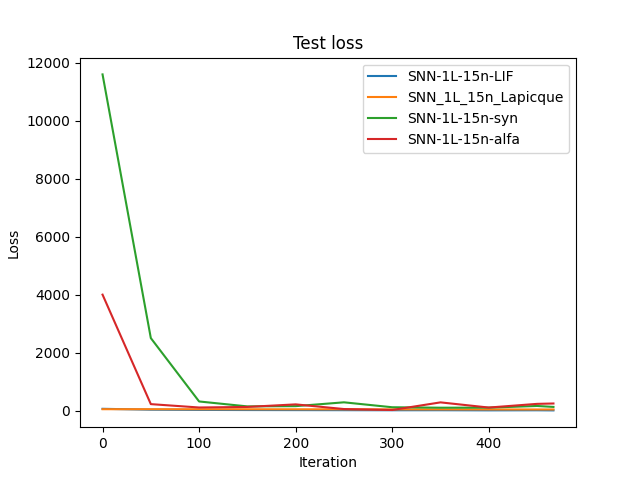 Test loss
12000
10000
8000
6000
4000
2000
0
Loss
SNN-1L-15n-LIF
SNN_1L_15n_Lapicque
SNN-1L-15n-syn
SNN-1L-15n-alfa
0 100 200 300 400
Iteration